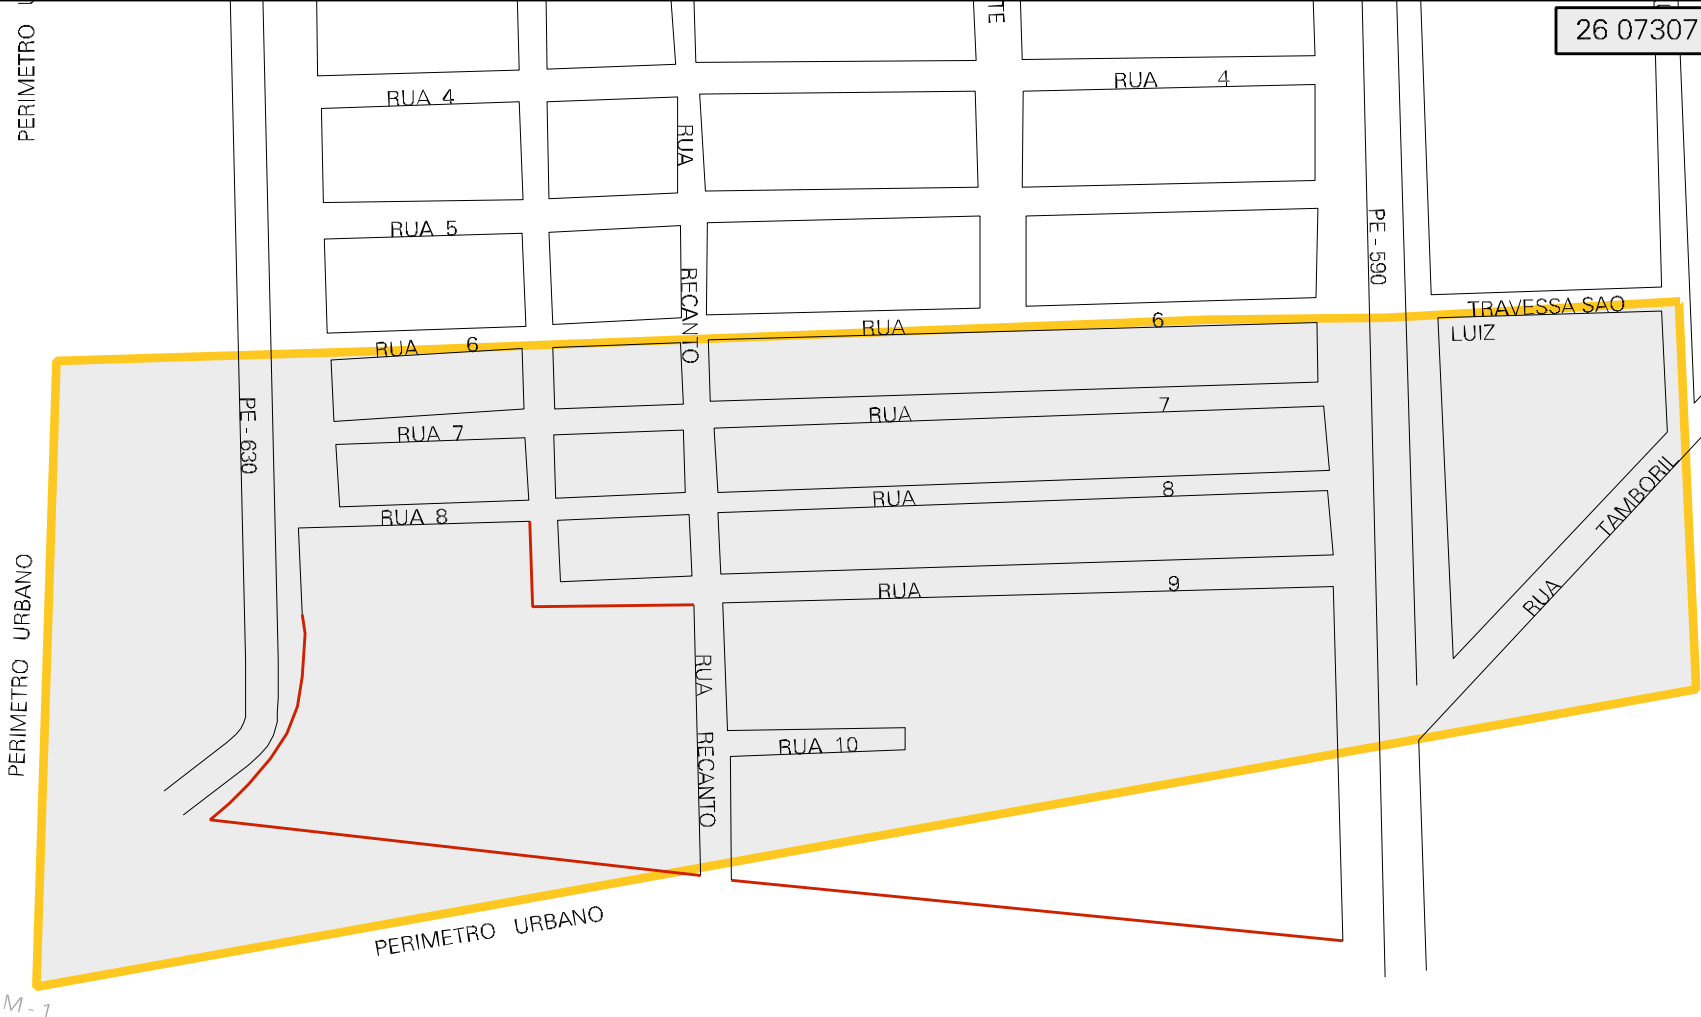 PERIMETRO
TE
26 07307
RUA 4
RUA 4
RUA
RUA 5
RECANTO
PE - 590
TRAVESSA SAO
LUIZ
RUA 6
RUA 6
PE - 630
RUA 7
RUA 7
RUA 8
RUA 8
RUA TAMBORIL
RUA 9
PERIMETRO URBANO
RUA RECANTO
RUA 10
PERIMETRO URBANO
M - 1